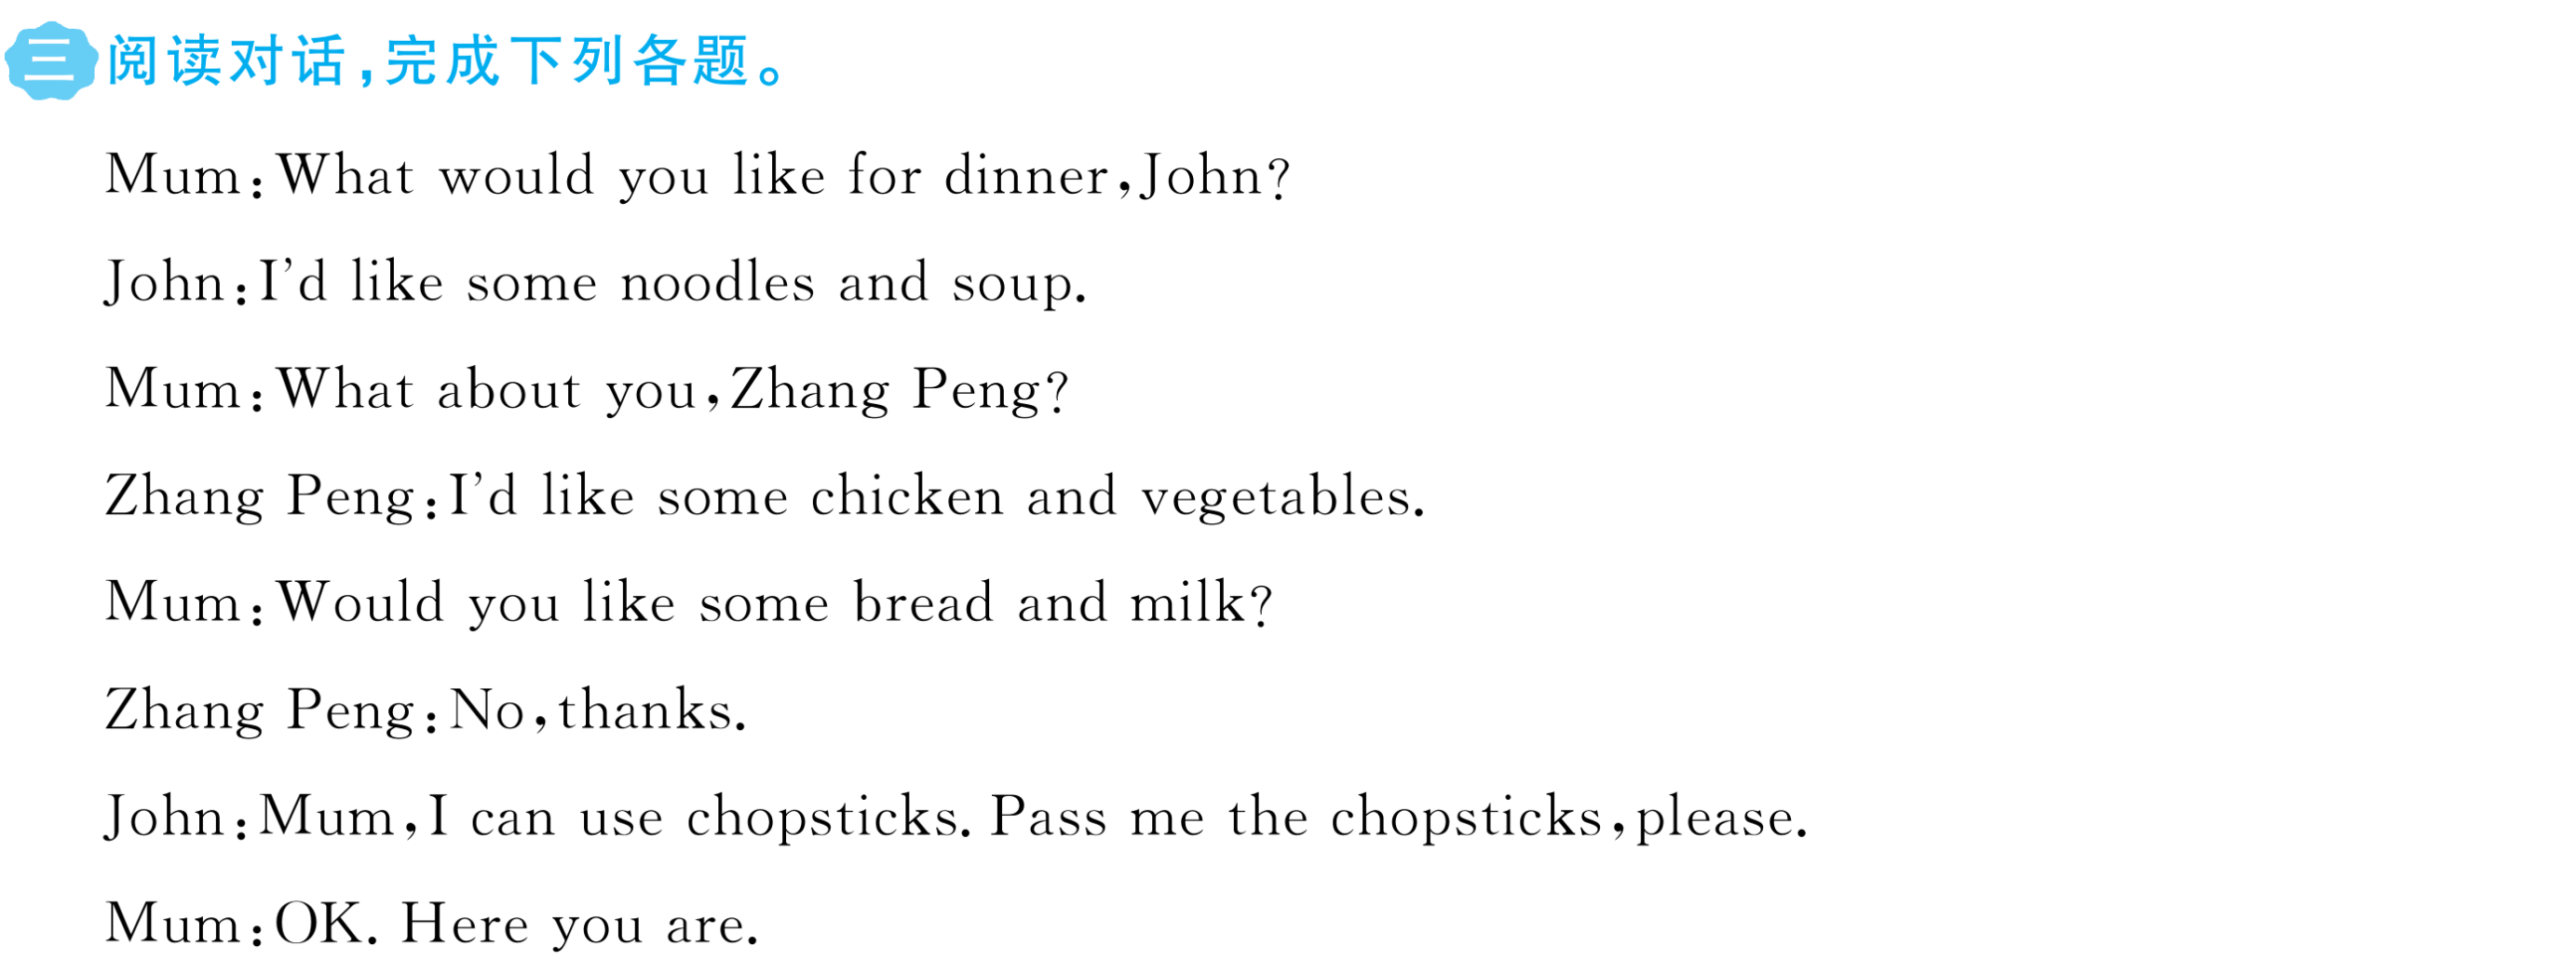 三 阅读对话,完成下列各题。
Mum:What would you like for dinner,John?
John:I'd like some noodles and soup.
Mum:What about you,Zhang Peng?
Zhang Peng:I'd like some chicken and vegetables.
Mum:Would you like some bread and milk?
Zhang Peng:No,thanks.
John:Mum,I can use chopsticks. Pass me the chopsticks,please.
Mum:OK. Here you are.